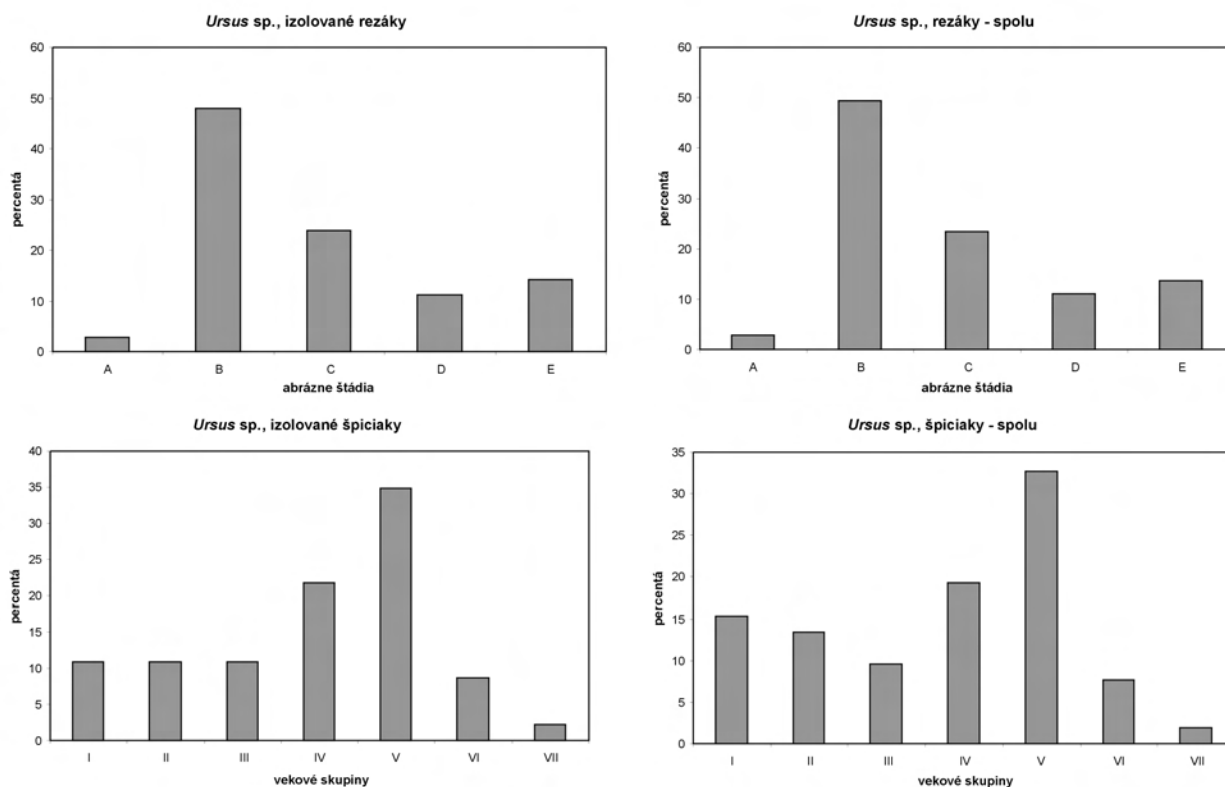 Ursus sp., izolované rezáky
percentá
60
50
40
30
20
10
0
A B C D E
abrázne štádia
Ursus sp., rezáky - spolu
percentá
60
50
40
30
20
10
0
A B C D E
abrázne štádia
Ursus sp., izolované špiciaky
percentá
40
35
30
25
20
15
10
5
0
I II III IV V VI VII
vekové skupiny
Ursus sp., špiciaky - spolu
percentá
35
30
25
20
15
10
5
0
I II III IV V VI VII
vekové skupiny